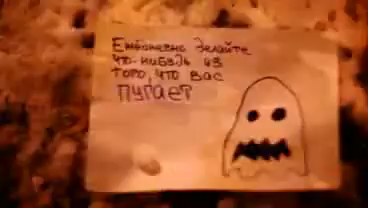 Ежедневно делайте
что-нибудь из
того, что вас
пугает